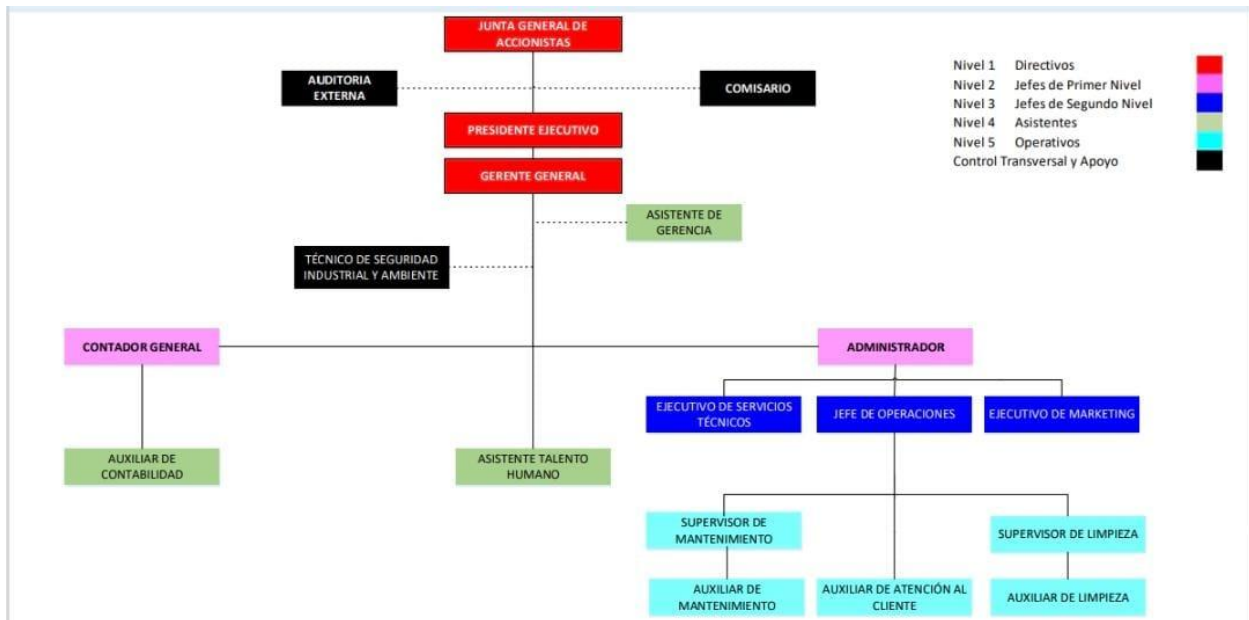 JUNTA GENERAL DE
ACCIONISTAS
AUDITORIA
EXTERNA
COMISARIO
PRESIDENTE EJECUTIVO
GERENTE GENERAL
ASISTENTE DE
GERENCIA
TÉCNICO DE SEGURIDAD
INDUSTRIAL Y AMBIENTE
Nivel 1 Directivos
Nivel 2 Jefes de Primer Nivel
Nivel 3 Jefes de Segundo Nivel
Nivel 4 Asistentes
Nivel 5 Operativos
Control Transversal y Apoyo
CONTADOR GENERAL
ADMINISTRADOR
EJECUTIVO DE SERVICIOS
TÉCNICOS
JEFE DE OPERACIONES
EJECUTIVO DE MARKETING
AUXILIAR DE
CONTABILIDAD
ASISTENTE TALENTO
HUMANO
SUPERVISOR DE
MANTENIMIENTO
SUPERVISOR DE LIMPIEZA
AUXILIAR DE
MANTENIMIENTO
AUXILIAR DE ATENCIÓN AL
CLIENTE
AUXILIAR DE LIMPIEZA